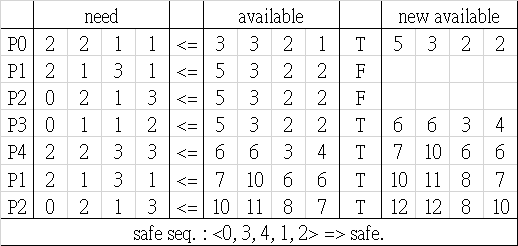 need available new available
P0 2 2 1 1 <= 3 3 2 1 T 5 3 2 2
P1 2 1 3 1 <= 5 3 2 2 F
P2 0 2 1 3 <= 5 3 2 2 F
P3 0 1 1 2 <= 5 3 2 2 T 6 6 3 4
P4 2 2 3 3 <= 6 6 3 4 T 7 10 6 6
P1 2 1 3 1 <= 7 10 6 6 T 10 11 8 7
P2 0 2 1 3 <= 10 11 8 7 T 12 12 8 10
safe seq. : <0, 3, 4, 1, 2> => safe.